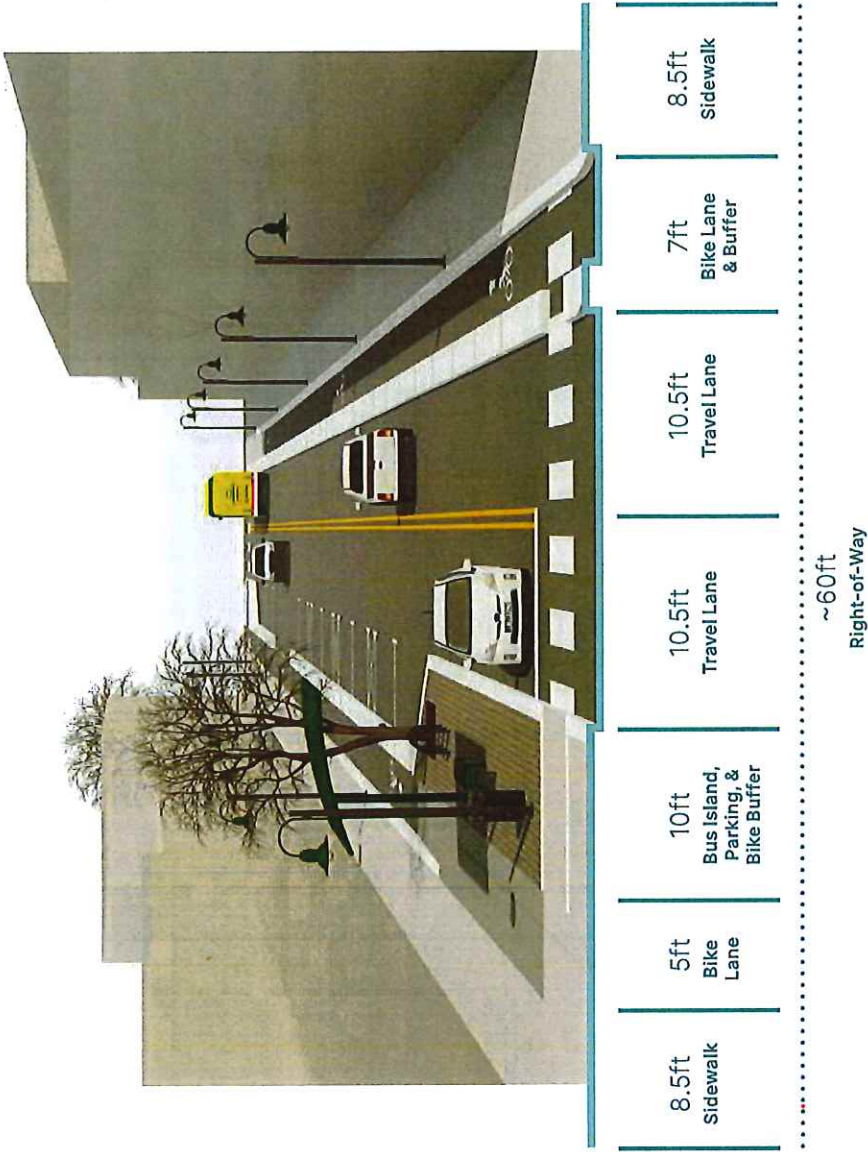 8.5ft
Sidewalk
5ft
Bike
Lane
10ft
Bus Island,
Parking, &
Bike Buffer
10.5ft
Travel Lane
10.5ft
Travel Lane
7ft
Bike Lane
& Buffer
8.5ft
Sidewalk
~60ft
Right-of-Way